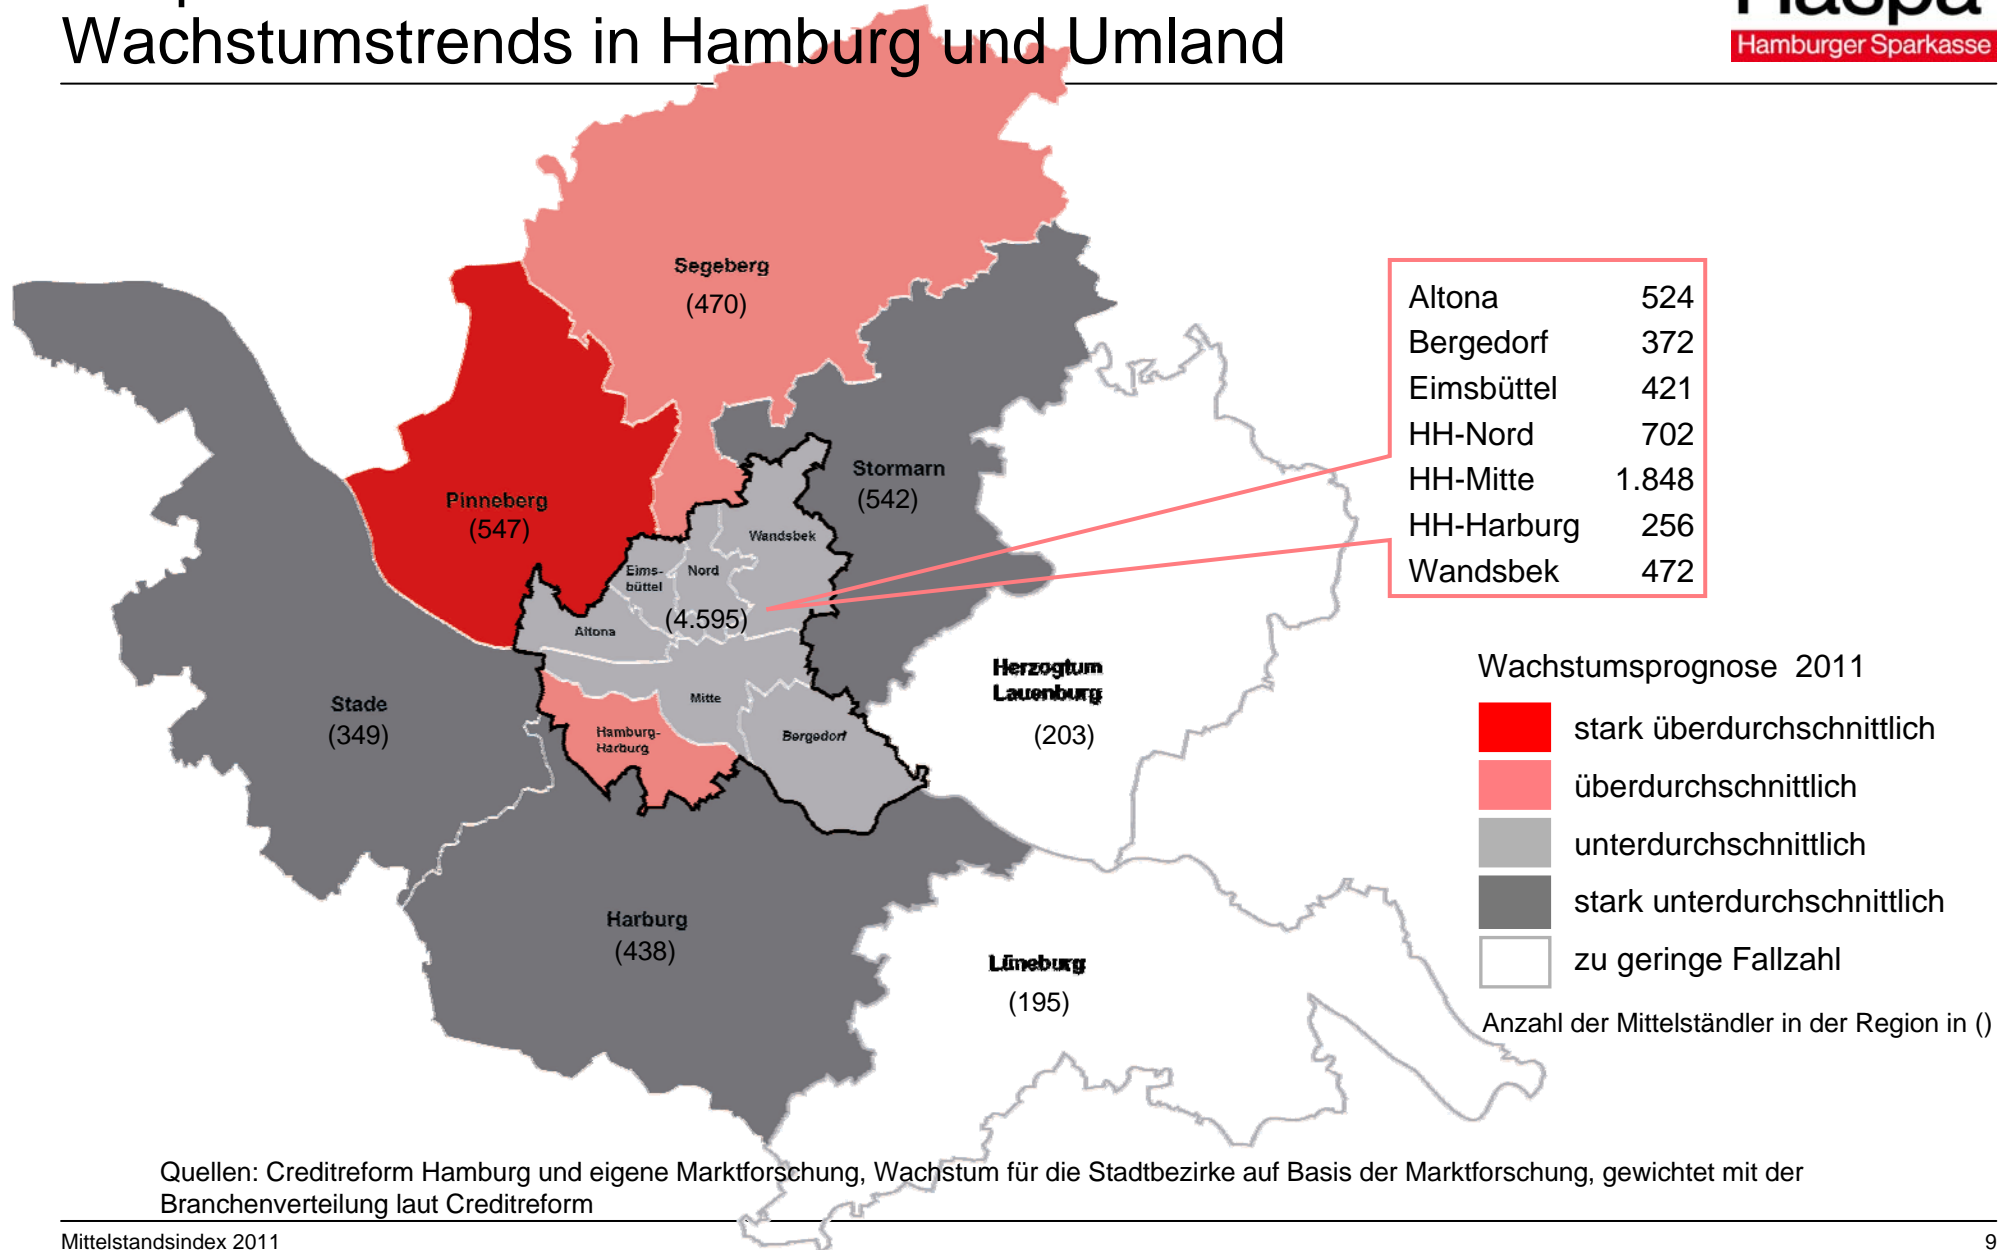 Wachstumstrends in Hamburg und Umland
Haspa
Hamburger Sparkasse
Segeberg
(470)
Pinneberg
(547)
Stormarn
(542)
Wandsbek
Eims-
büttel
Nord
(4.595)
Altona
Mitte
Hamburg-
Harburg
Bergedorf
Stade
(349)
Herzogtum
Lauenburg
(203)
Harburg
(438)
Lüneburg
(195)
Altona 524
Bergedorf 372
Eimsbüttel 421
HH-Nord 702
HH-Mitte 1.848
HH-Harburg 256
Wandsbek 472
Wachstumsprognose 2011
stark überdurchschnittlich
überdurchschnittlich
unterdurchschnittlich
stark unterdurchschnittlich
zu geringe Fallzahl
Anzahl der Mittelständler in der Region in ()
Quellen: Creditreform Hamburg und eigene Marktforschung, Wachstum für die Stadtbezirke auf Basis der Marktforschung, gewichtet mit der
Branchenverteilung laut Creditreform
Mittelstandsindex 2011
9